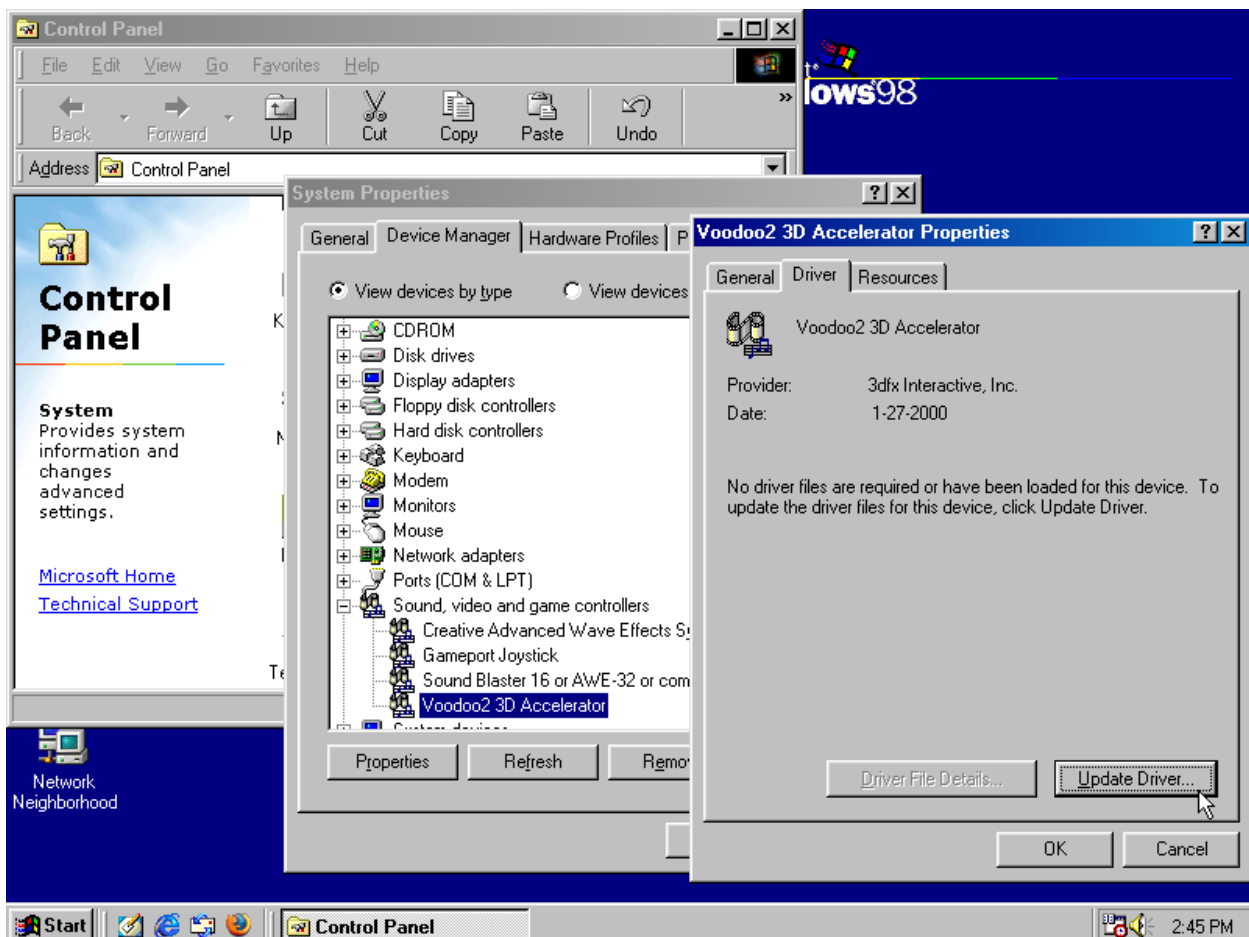 Control Panel
File Edit View Go Favorites Help
Back Forward Up Cut Copy Paste Undo »
Address Control Panel
Control
Panel
System
Provides system
information and
changes
advanced
settings.
Microsoft Home
Technical Support
98
System Properties
General Device Manager Hardware Profiles
View devices by type View devices
CDROM
Disk drives
Display adapters
Floppy disk controllers
Hard disk controllers
Keyboard
Modem
Monitors
Mouse
Network adapters
Ports (COM & LPT)
Sound, video and game controllers
Creative Advanced Wave Effects
Gameport Joystick
Sound Blaster 16 or AWE-32 or com
Voodoo2 3D Accelerator
Properties Refresh
Voodoo2 3D Accelerator Properties
General Driver Resources
Voodoo2 3D Accelerator
Provider: 3dfx Interactive, Inc.
Date: 1-27-2000
No driver files are required or have been loaded for this device. To
update the driver files for this device, click Update Driver.
Driver File Details... Update Driver...
OK Cancel
Network
Neighborhood
Start Control Panel 2:45 PM